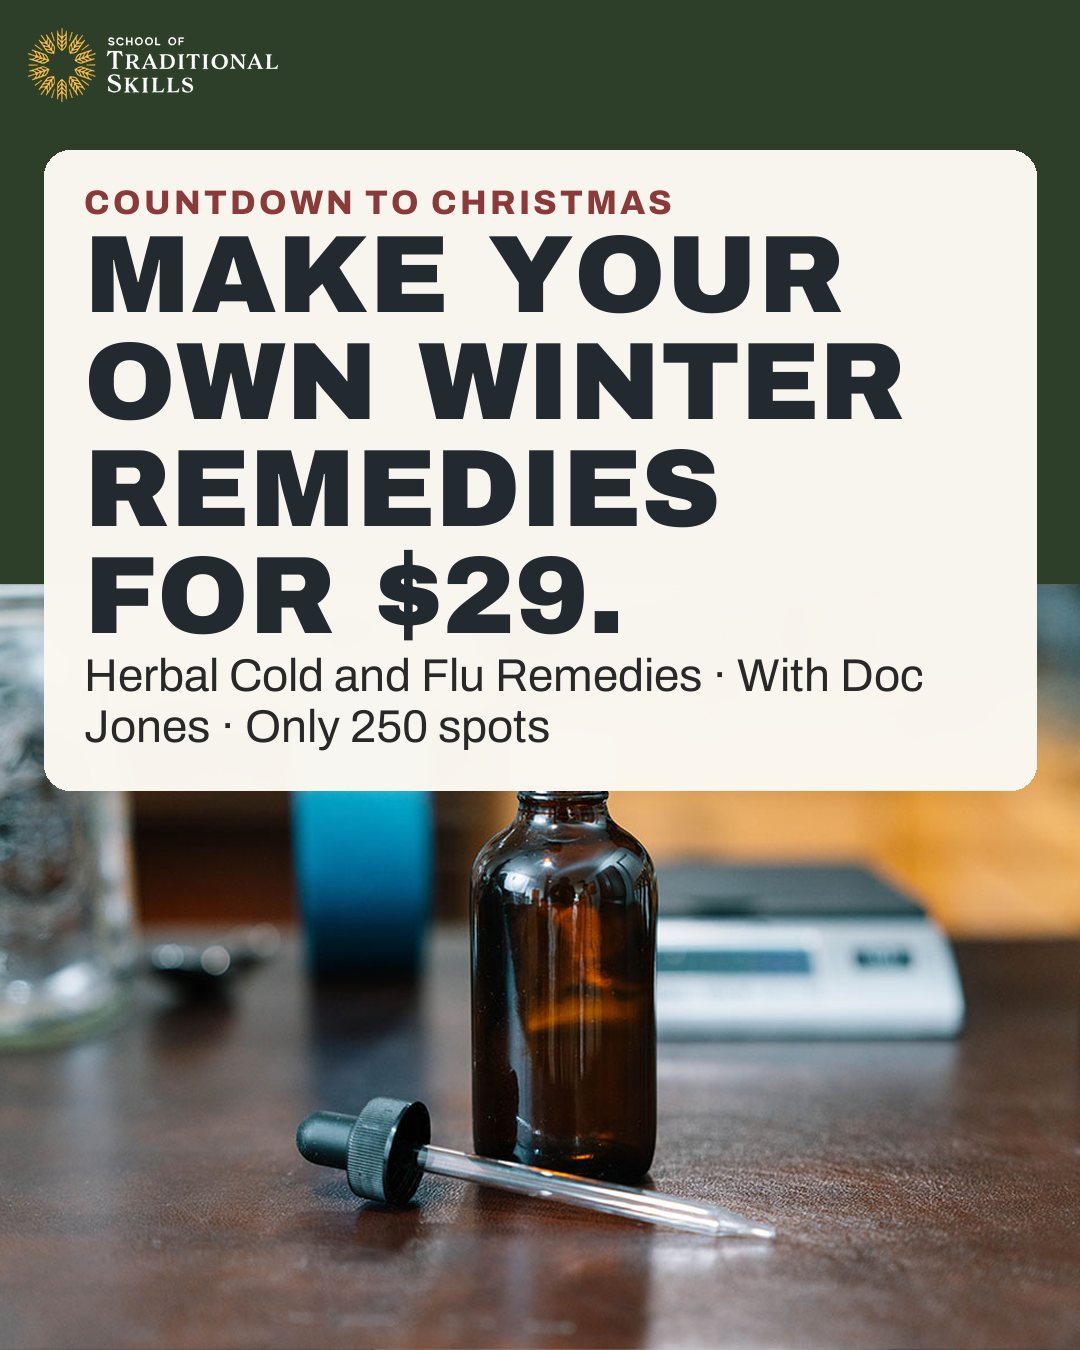 SCHOOL OF
TRADITIONAL
SKILLS
COUNTDOWN TO CHRISTMAS
MAKE YOUR
OWN WINTER
REMEDIES
FOR $29.
Herbal Cold and Flu Remedies · With Doc
Jones · Only 250 spots